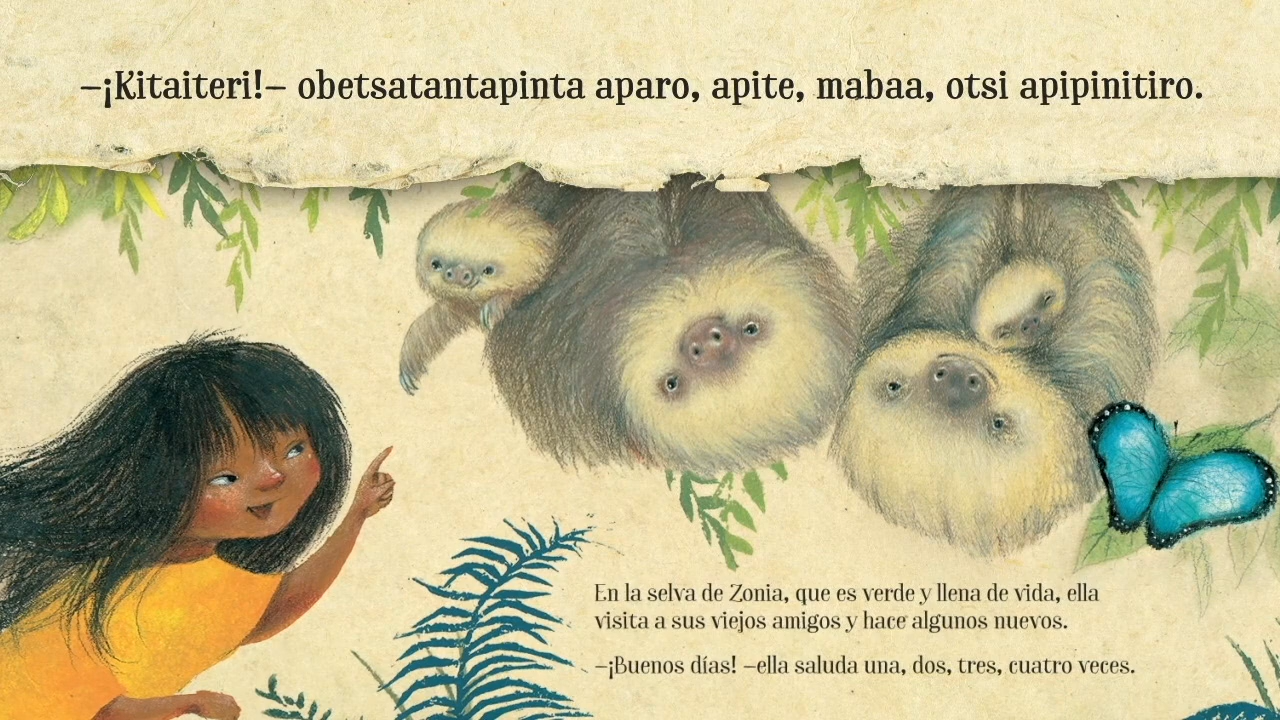 –¡Kitaiteri!– obetsatantapinta aparo, apite, mabaa, otsi apipinitiro.
En la selva de Zonia, que es verde y llena de vida, ella
visita a sus viejos amigos y hace algunos nuevos.
–¡Buenos días! –ella saluda una, dos, tres, cuatro veces.